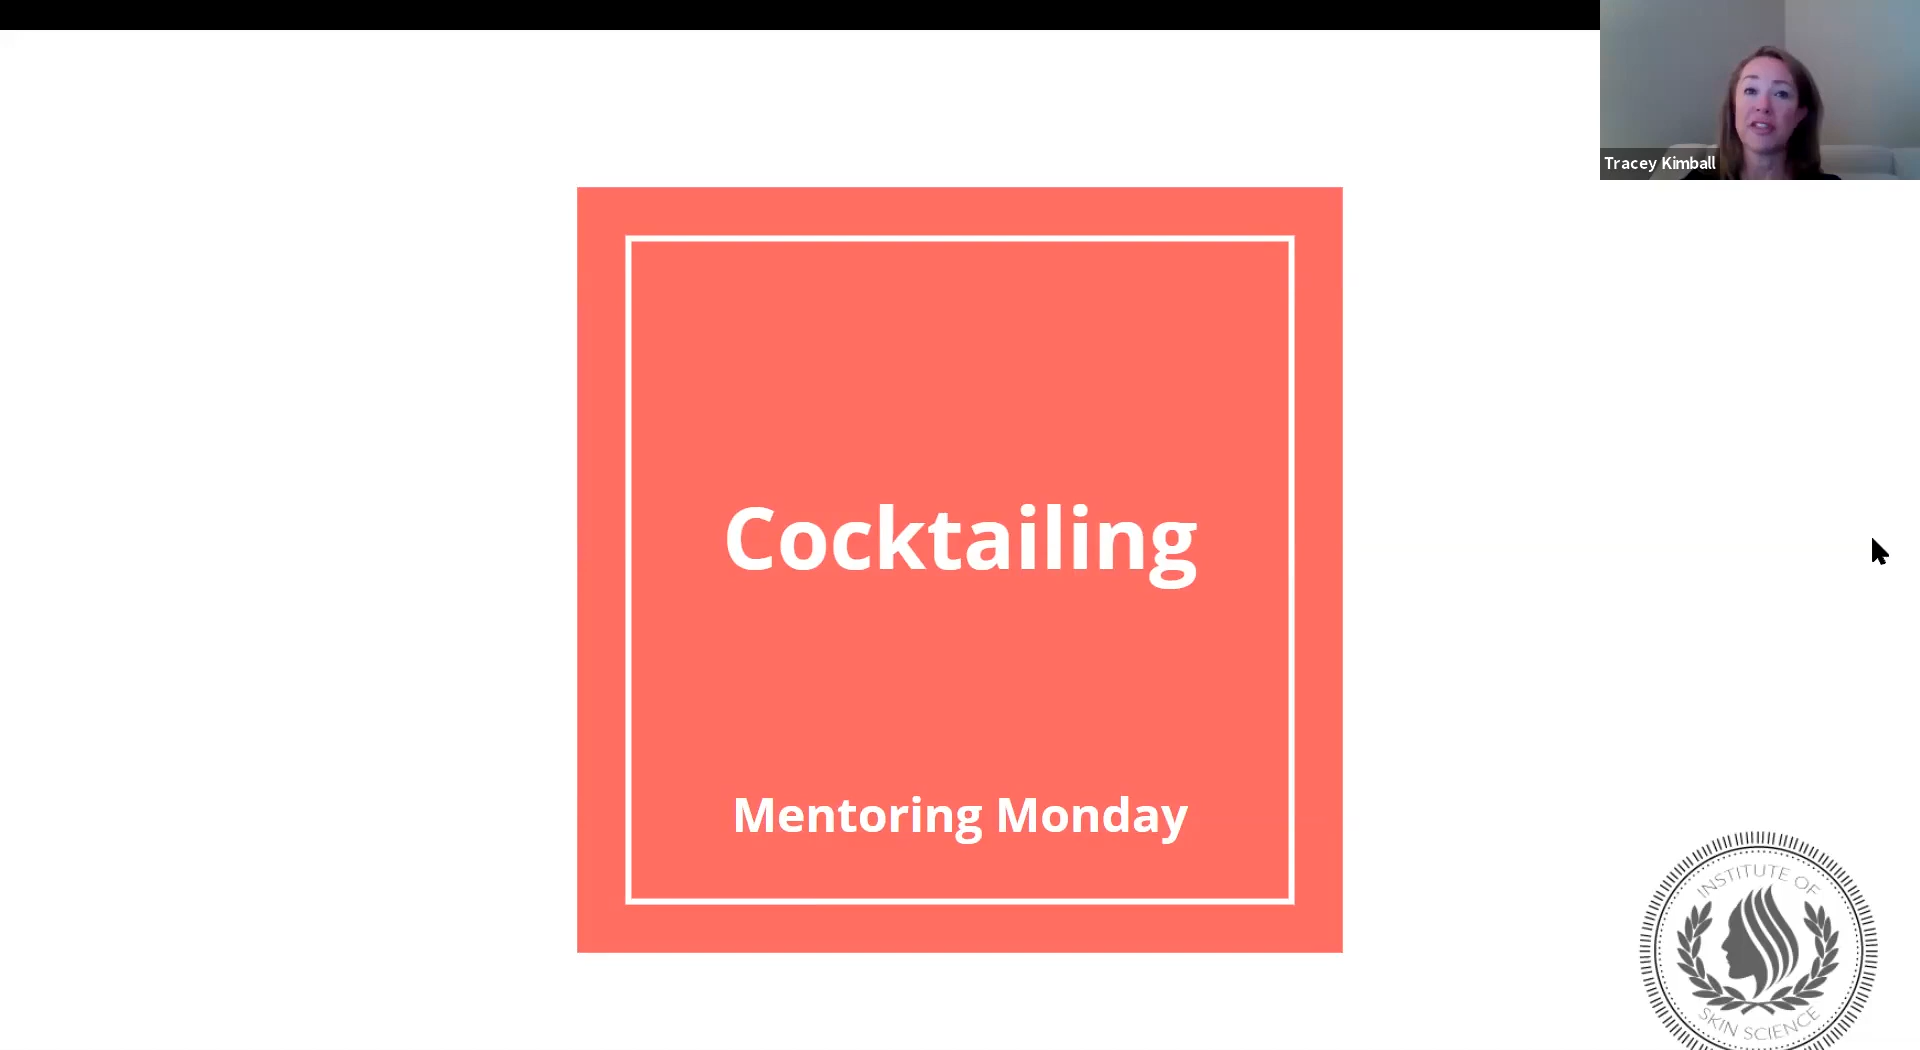 Tracey Kimball
Cocktailing
Mentoring Monday
INSTITUTE OF
SKIN SCIENCE